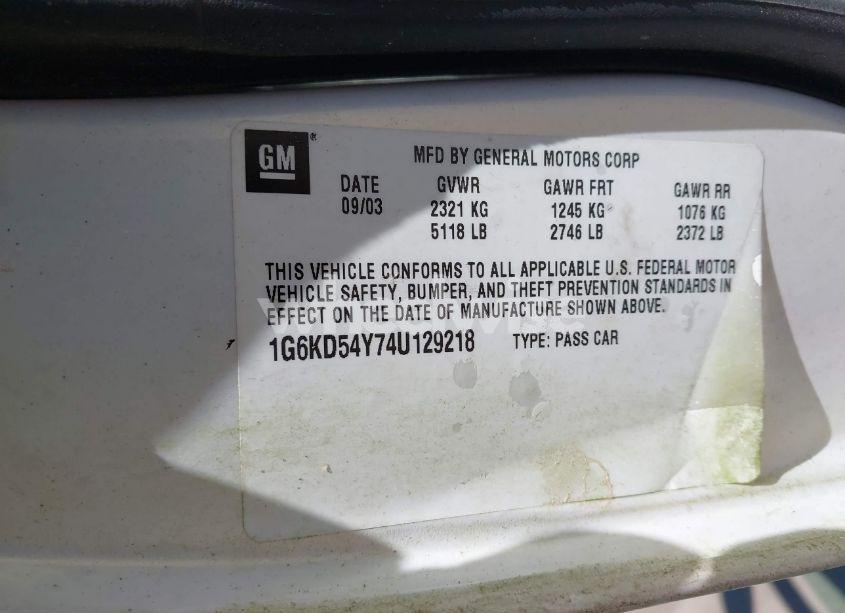 GM®
MFD BY GENERAL MOTORS CORP
DATE GVWR GAWR FRT GAWR RR
09/03 2321 KG 1245 KG 1076 KG
5118 LB 2746 LB 2372 LB
THIS VEHICLE CONFORMS TO ALL APPLICABLE U.S. FEDERAL MOTOR
VEHICLE SAFETY, BUMPER, AND THEFT PREVENTION STANDARDS IN
EFFECT ON THE DATE OF MANUFACTURE SHOWN ABOVE.
1G6KD54Y74U129218 TYPE: PASS CAR